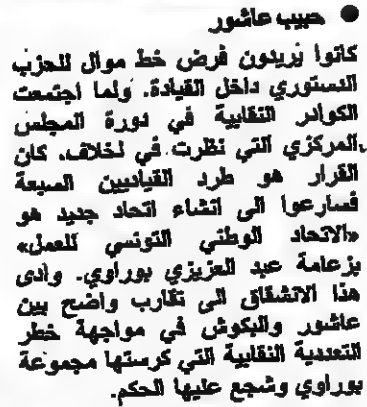 ● حبيب عاشور
كانوا يريدون فرض خط موال للحزب
الدستوري داخل القيادة. ولما اجتمعت
الكوادر النقابية في دورة المجلس
المركزي التي نظرت في الخلاف، كان
القرار هو طرد القياديين السبعة
فسارعوا الى انشاء اتحاد جديد هو
«الاتحاد الوطني التونسي للعمل»
بزعامة عبد العزيزي بوراوي. وادى
هذا الانشقاق الى تقارب واضح بين
عاشور والبكوش في مواجهة خطر
التعددية النقابية التي كرستها مجموعة
بوراوي وشجع عليها الحكم.